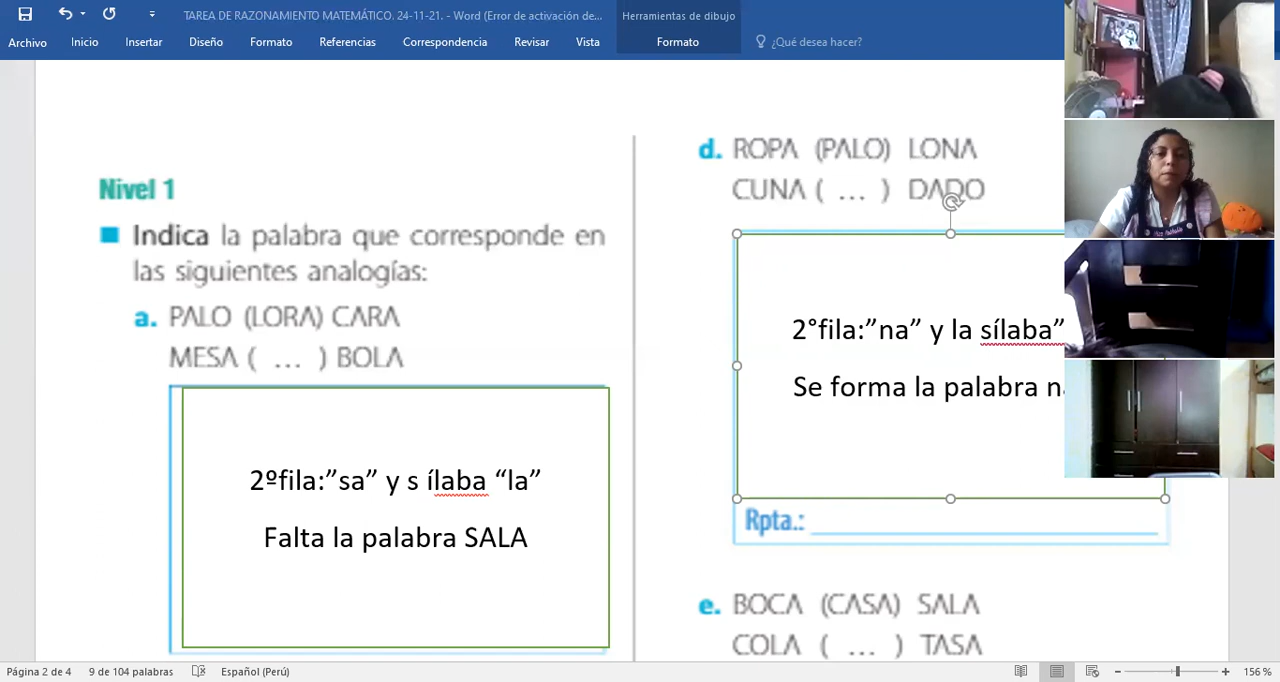 TAREA DE RAZONAMIENTO MATEMÁTICO. 24-11-21. - Word (Error de activación de...
Herramientas de dibujo
Archivo Inicio Insertar Diseño Formato Referencias Correspondencia Revisar Vista Formato ¿Qué desea hacer?
Nivel 1
Indica la palabra que corresponde en
las siguientes analogías:
a. PALO (LORA) CARA
MESA ( ... ) BOLA
2ºfila:”sa” y s ílaba “la”
Falta la palabra SALA
d. ROPA (PALO) LONA
CUNA ( ... ) DADO
2°fila:”na” y la sílaba”
Se forma la palabra
Rpta.:
e. BOCA (CASA) SALA
COLA ( ... ) TASA
Página 2 de 4 9 de 104 palabras Español (Perú) 156 %